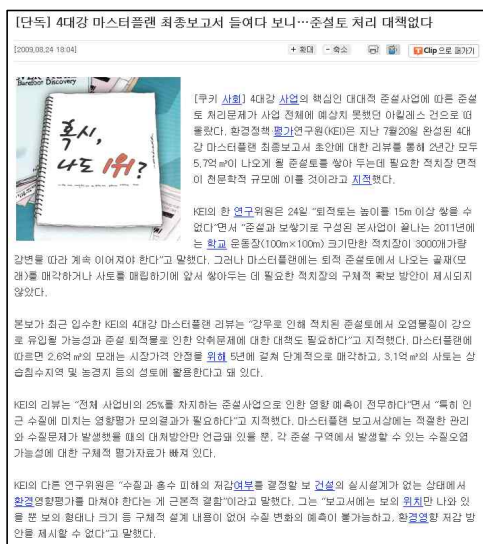 [단독] 4대강 마스터플랜 최종보고서 들여다 보니…준설토 처리 대책없다
[2009.08.24 18:04]
+ 확대 - 축소
Clip 으로 퍼가기
Barefoot Discovery
혹시,
나도 1위?
[쿠키 사회] 4대강 사업의 핵심인 대대적 준설사업에 따른 준설
토 처리문제가 사업 전체에 예상치 못했던 아킬레스 건으로 떠
올랐다. 환경정책·평가연구원(KEI)은 지난 7월20일 완성된 4대
강 마스터플랜 최종보고서 초안에 대한 리뷰를 통해 2년간 모두
5.7억㎥이 나오게 될 준설토를 쌓아 두는데 필요한 적치장 면적
이 천문학적 규모에 이를 것이라고 지적했다.
KEI의 한 연구위원은 24일 “퇴적토는 높이를 15m 이상 쌓을 수
없다”면서 “준설과 보쌓기로 구성된 본사업이 끝나는 2011년에
는 학교 운동장(100m×100m) 크기만한 적치장이 3000개가량
강변을 따라 계속 이어져야 한다”고 말했다. 그러나 마스터플랜에는 퇴적 준설토에서 나오는 골재(모
래)를 매각하거나 사토를 매립하기에 앞서 쌓아두는 데 필요한 적치장의 구체적 확보 방안이 제시되지
않았다.
본보가 최근 입수한 KEI의 4대강 마스터플랜 리뷰는 “강우로 인해 적치된 준설토에서 오염물질이 강으
로 유입될 가능성과 준설 퇴적물로 인한 악취문제에 대한 대책도 필요하다”고 지적했다. 마스터플랜에
따르면 2.6억㎥의 모래는 시장가격 안정을 위해 5년에 걸쳐 단계적으로 매각하고, 3.1억㎥의 사토는 상
습침수지역 및 농경지 등의 성토에 활용한다고 돼 있다.
KEI의 리뷰는 “전체 사업비의 25%를 차지하는 준설사업으로 인한 영향 예측이 전무하다”면서 “특히 인
근 수질에 미치는 영향평가 모의결과가 필요하다”고 지적했다. 마스터플랜 보고서상에는 적절한 관리
와 수질문제가 발생했을 때의 대처방안만 언급돼 있을 뿐, 각 준설 구역에서 발생할 수 있는 수질오염
가능성에 대한 구체적 평가자료가 빠져 있다.
KEI의 다른 연구위원은 “수질과 홍수 피해의 저감여부를 결정할 보 건설의 실시설계가 없는 상태에서
환경영향평가를 마쳐야 한다는 게 근본적 결함”이라고 말했다. 그는 “보고서에는 보의 위치만 나와 있
을 뿐 보의 형태나 크기 등 구체적 설계 내용이 없어 수질 변화의 예측이 불가능하고, 환경영향 저감 방
안을 제시할 수 없다”고 말했다.